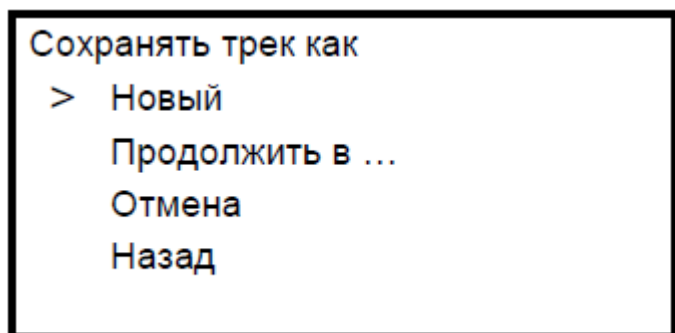 Сохранять трек как
> Новый
Продолжить в …
Отмена
Назад